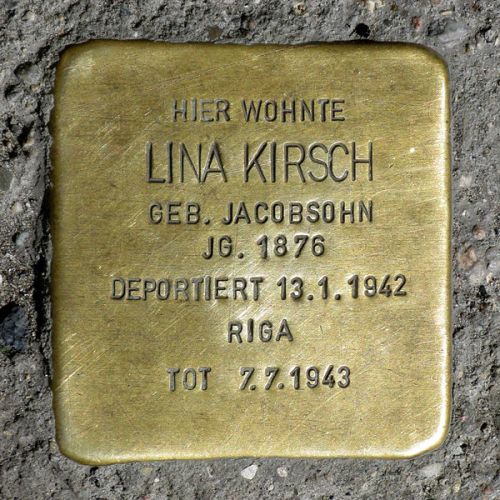 HIER WOHNTE
LINA KIRSCH
GEB. JACOBSOHN
JG. 1876
DEPORTIERT 13.1.1942
RIGA
TOT 7.7.1943